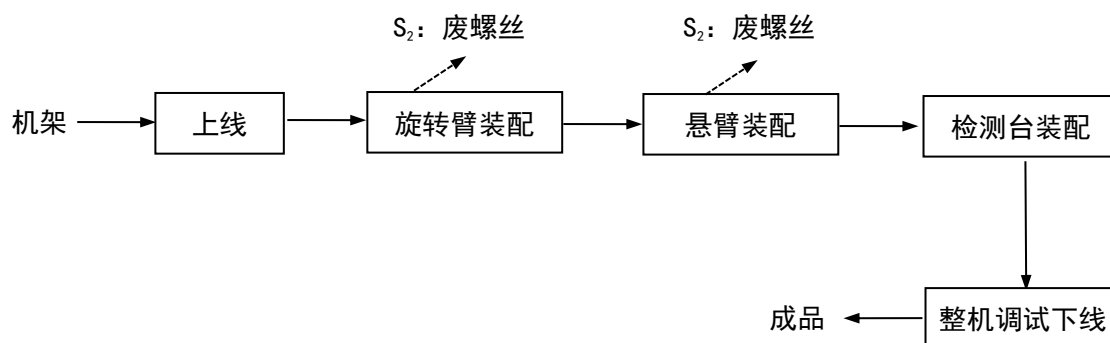 S₂：废螺丝
S₂：废螺丝
机架
上线
旋转臂装配
悬臂装配
检测台装配
成品
整机调试下线